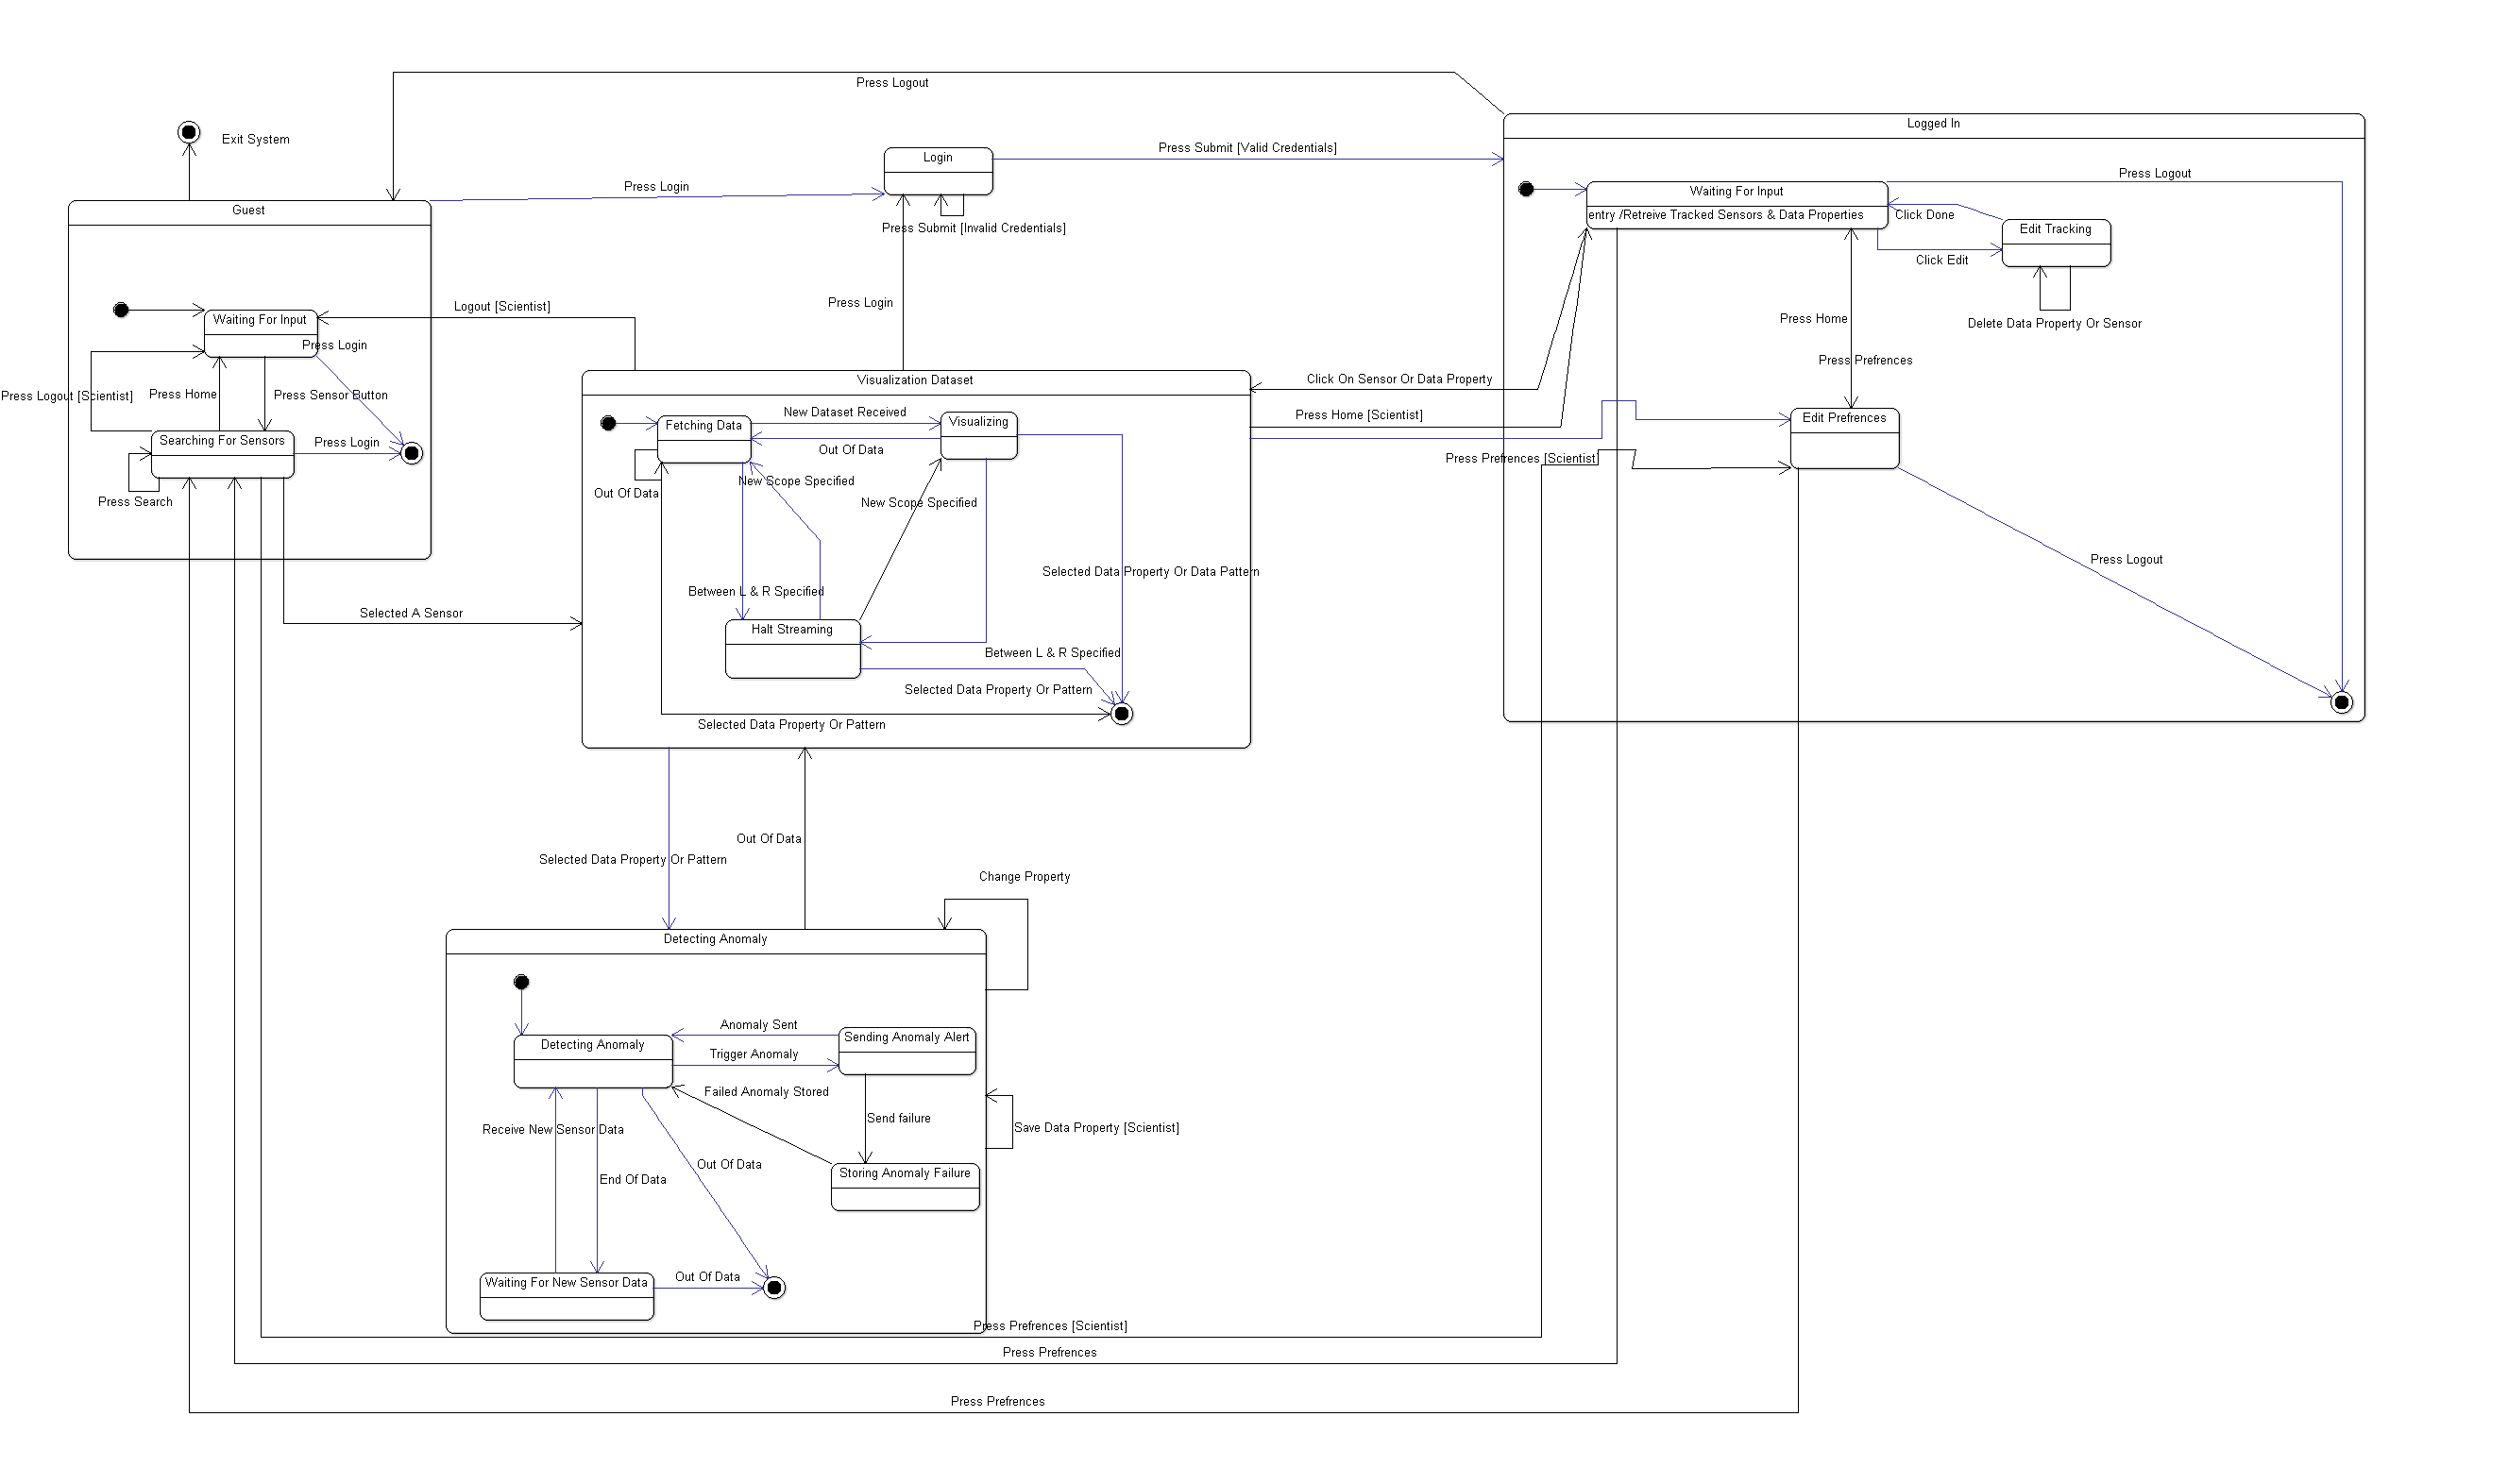 Press Logout
Logged In
Exit System
Login
Press Submit [Valid Credentials]
Press Logout
Press Login
Waiting For Input
Guest
entry /Retreive Tracked Sensors & Data Properties
Click Done
Edit Tracking
Press Submit [Invalid Credentials]
Click Edit
Press Login
Logout [Scientist]
Waiting For Input
Press Home
Delete Data Property Or Sensor
Press Login
Press Prefrences
Visualization Dataset
Click On Sensor Or Data Property
Press Logout [Scientist]
Press Home
Press Sensor Button
New Dataset Received
Press Home [Scientist]
Fetching Data
Visualizing
Edit Prefrences
Searching For Sensors
Press Login
Out Of Data
Press Prefrences [Scientist]
New Scope Specified
Out Of Data
Press Search
New Scope Specified
Press Logout
Selected Data Property Or Data Pattern
Between L & R Specified
Selected A Sensor
Halt Streaming
Between L & R Specified
Selected Data Property Or Pattern
Selected Data Property Or Pattern
Out Of Data
Selected Data Property Or Pattern
Change Property
Detecting Anomaly
Anomaly Sent
Sending Anomaly Alert
Detecting Anomaly
Trigger Anomaly
Failed Anomaly Stored
Send failure
Receive New Sensor Data
Save Data Property [Scientist]
Out Of Data
Storing Anomaly Failure
End Of Data
Out Of Data
Waiting For New Sensor Data
Press Prefrences [Scientist]
Press Prefrences
Press Prefrences